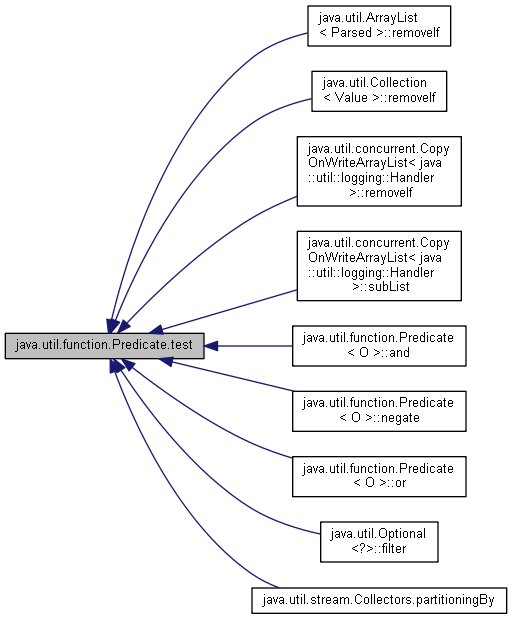 java.util.ArrayList
< Parsed >::removeIf
java.util.Collection
< Value >::removeIf
java.util.concurrent.Copy
OnWriteArrayList< java
::util::logging::Handler
>::removeIf
java.util.concurrent.Copy
OnWriteArrayList< java
::util::logging::Handler
>::subList
java.util.function.Predicate.test
java.util.function.Predicate
< O >::and
java.util.function.Predicate
< O >::negate
java.util.function.Predicate
< O >::or
java.util.Optional
<?>::filter
java.util.stream.Collectors.partitioningBy